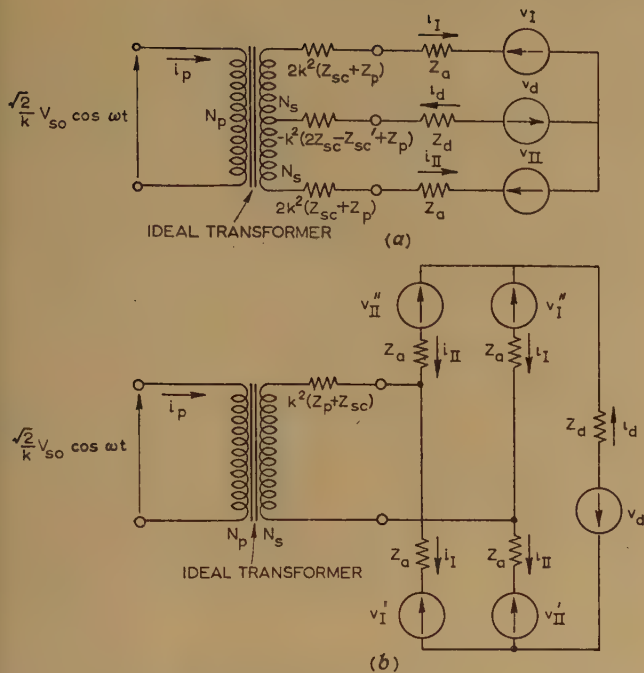 i_I
v_I
i_p
2k²(Z_sc+Z_p)
Z_a
√2/k V_so cos ωt
N_p
N_s
i_d
v_d
-k²(2Z_sc-Z_sc'+Z_p)
Z_d
i_II
v_II
N_s
2k²(Z_sc+Z_p)
Z_a
IDEAL TRANSFORMER
(a)
v_II''
v_I''
Z_a
i_II
Z_a
i_I
i_p
k²(Z_p+Z_sc)
√2/k V_so cos ωt
Z_d
i_d
v_d
N_p
N_s
Z_a
i_I
Z_a
i_II
IDEAL TRANSFORMER
v_I'
v_II'
(b)